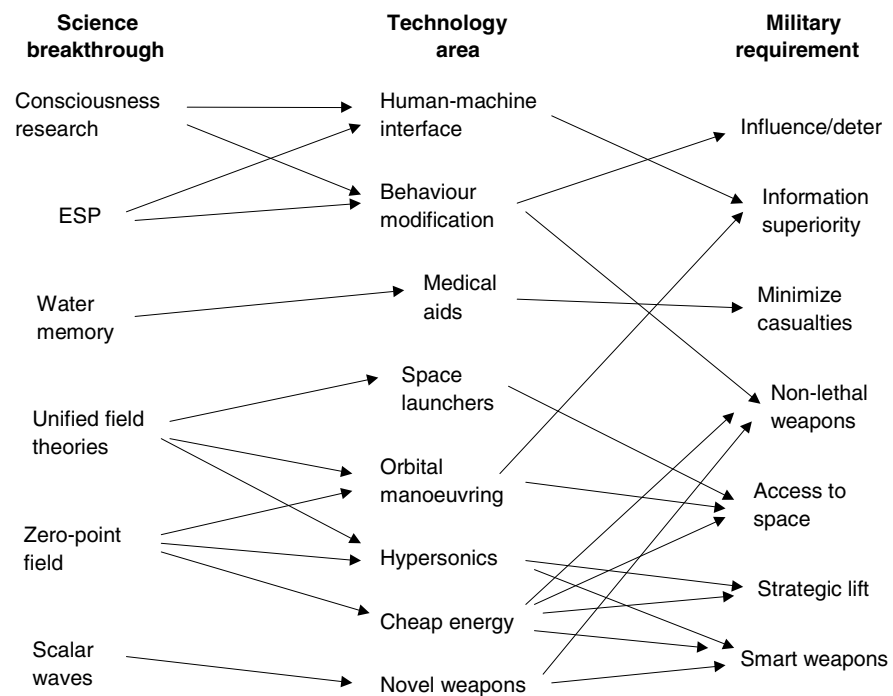 Science
breakthrough
Technology
area
Military
requirement
Consciousness
research
ESP
Water
memory
Unified field
theories
Zero-point
field
Scalar
waves
Human-machine
interface
Behaviour
modification
Medical
aids
Space
launchers
Orbital
manoeuvring
Hypersonics
Cheap energy
Novel weapons
Influence/deter
Information
superiority
Minimize
casualties
Non-lethal
weapons
Access to
space
Strategic lift
Smart weapons